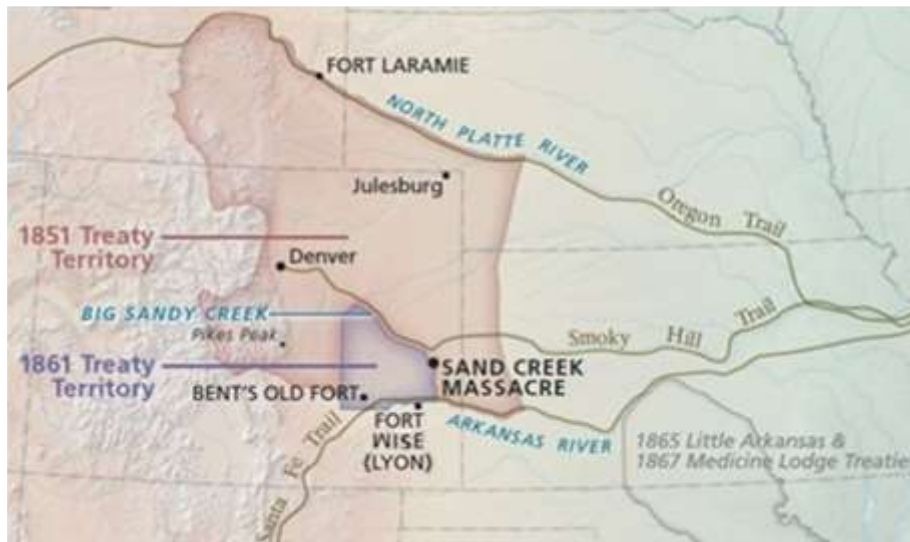 FORT LARAMIE
NORTH PLATTE RIVER
Julesburg
Oregon Trail
1851 Treaty
Territory
Denver
BIG SANDY CREEK
Pikes Peak
Smoky Hill Trail
1861 Treaty
Territory
SAND CREEK
MASSACRE
BENT'S OLD FORT
FORT
WISE
(LYON)
ARKANSAS RIVER
Santa Fe Trail
1865 Little Arkansas &
1867 Medicine Lodge Treatie